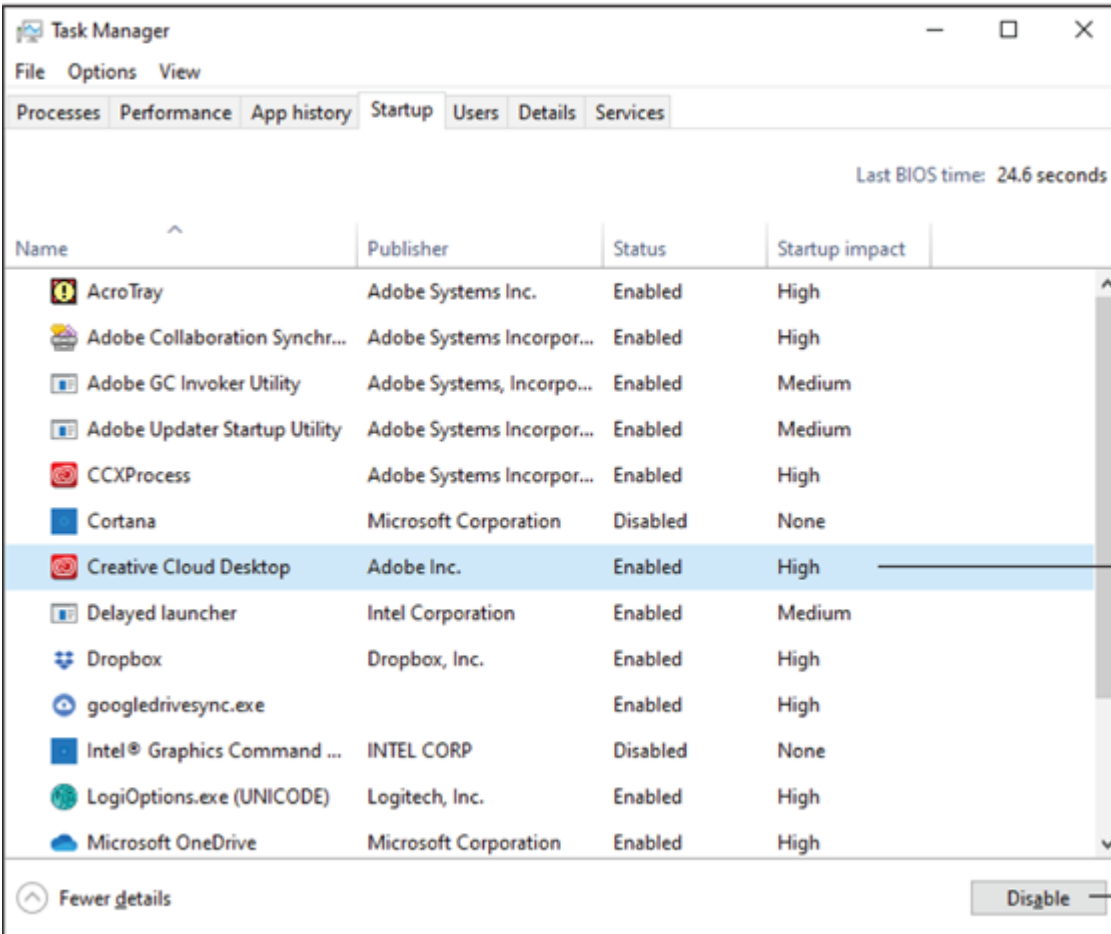 Task Manager
File Options View
Processes Performance App history Startup Users Details Services
Last BIOS time: 24.6 seconds
Name Publisher Status Startup impact
AcroTray Adobe Systems Inc. Enabled High
Adobe Collaboration Synchr... Adobe Systems Incorpor... Enabled High
Adobe GC Invoker Utility Adobe Systems, Incorpo... Enabled Medium
Adobe Updater Startup Utility Adobe Systems Incorpor... Enabled Medium
CCXProcess Adobe Systems Incorpor... Enabled High
Cortana Microsoft Corporation Disabled None
Creative Cloud Desktop Adobe Inc. Enabled High
Delayed launcher Intel Corporation Enabled Medium
Dropbox Dropbox, Inc. Enabled High
googledrivesync.exe Enabled High
Intel® Graphics Command ... INTEL CORP Disabled None
LogiOptions.exe (UNICODE) Logitech, Inc. Enabled High
Microsoft OneDrive Microsoft Corporation Enabled High
Fewer details Disable